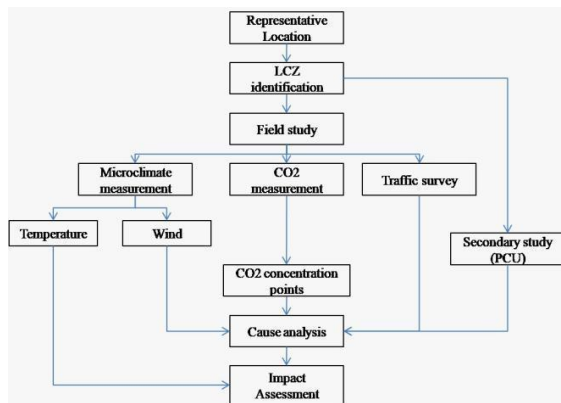 Representative
Location
LCZ
identification
Field study
Microclimate
measurement
CO2
measurement
Traffic survey
Temperature
Wind
Secondary study
(PCU)
CO2 concentration
points
Cause analysis
Impact
Assessment